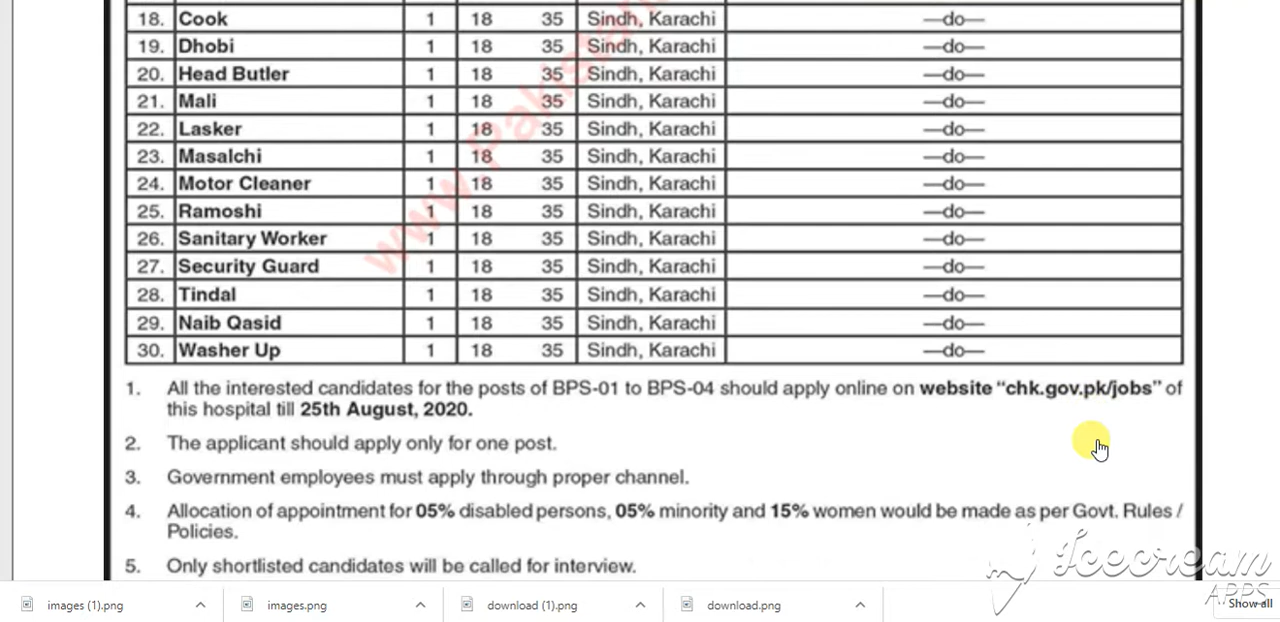 18. Cook 1 18 35 Sindh, Karachi —do—
19. Dhobi 1 18 35 Sindh, Karachi —do—
20. Head Butler 1 18 35 Sindh, Karachi —do—
21. Mali 1 18 35 Sindh, Karachi —do—
22. Lasker 1 18 35 Sindh, Karachi —do—
23. Masalchi 1 18 35 Sindh, Karachi —do—
24. Motor Cleaner 1 18 35 Sindh, Karachi —do—
25. Ramoshi 1 18 35 Sindh, Karachi —do—
26. Sanitary Worker 1 18 35 Sindh, Karachi —do—
27. Security Guard 1 18 35 Sindh, Karachi —do—
28. Tindal 1 18 35 Sindh, Karachi —do—
29. Naib Qasid 1 18 35 Sindh, Karachi —do—
30. Washer Up 1 18 35 Sindh, Karachi —do—
1. All the interested candidates for the posts of BPS-01 to BPS-04 should apply online on website “chk.gov.pk/jobs” of
this hospital till 25th August, 2020.
2. The applicant should apply only for one post.
3. Government employees must apply through proper channel.
4. Allocation of appointment for 05% disabled persons, 05% minority and 15% women would be made as per Govt. Rules /
Policies.
5. Only shortlisted candidates will be called for interview.
Icecream
APPS
images (1).png images.png download (1).png download.png Show all